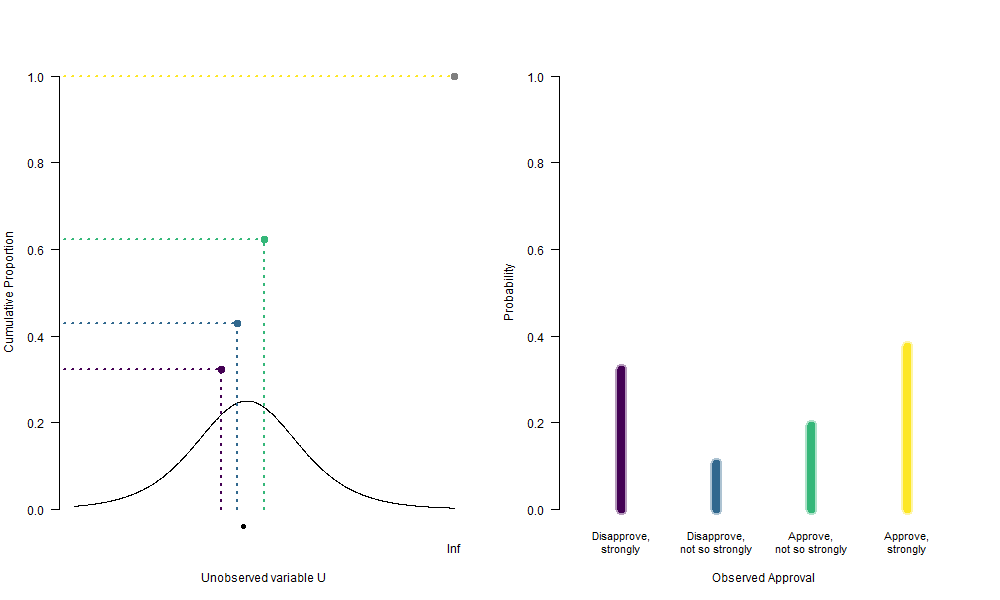 1.0
0.8
0.6
0.4
0.2
0.0
Cumulative Proportion
Inf
Unobserved variable U
1.0
0.8
0.6
0.4
0.2
0.0
Probability
Disapprove,
strongly
Disapprove,
not so strongly
Approve,
not so strongly
Approve,
strongly
Observed Approval